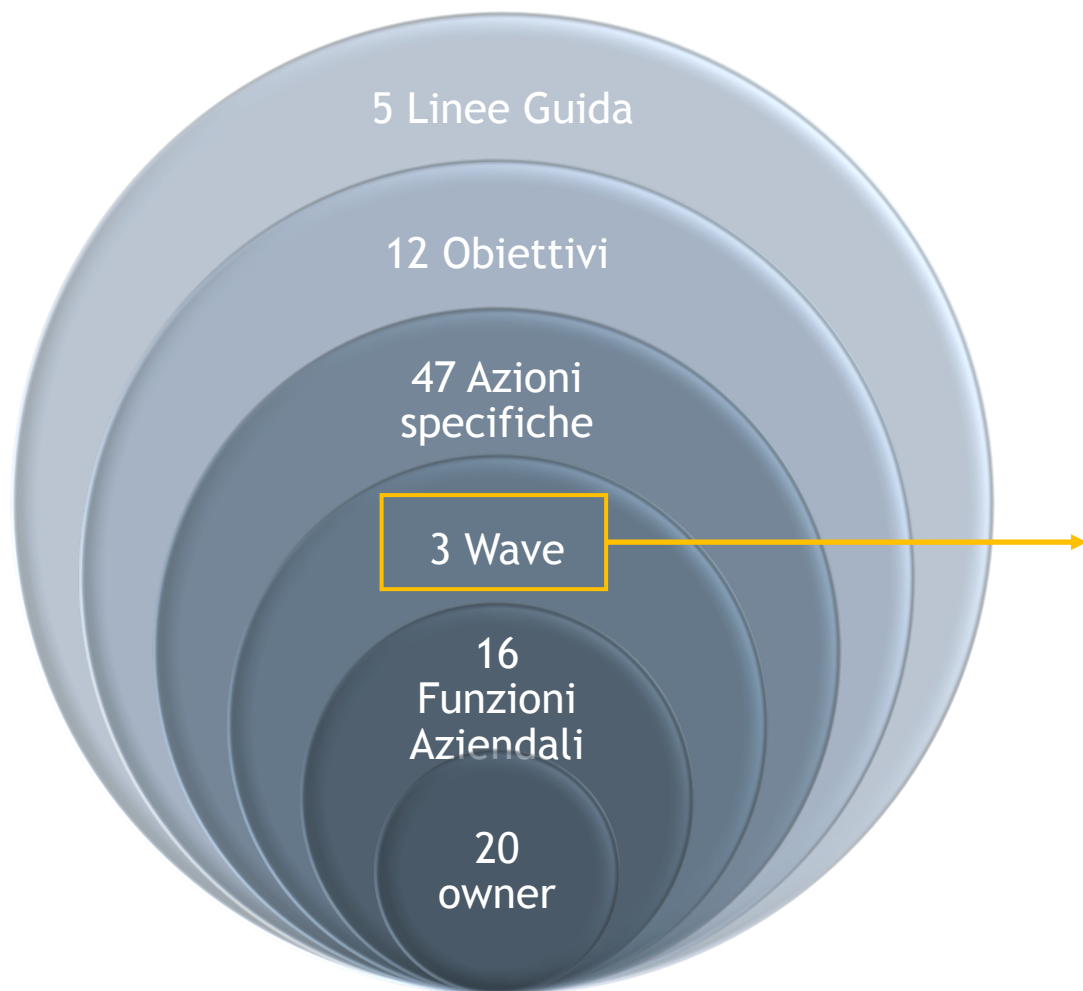 5 Linee Guida
12 Obiettivi
47 Azioni
specifiche
3 Wave
16
Funzioni
Aziendali
20
owner